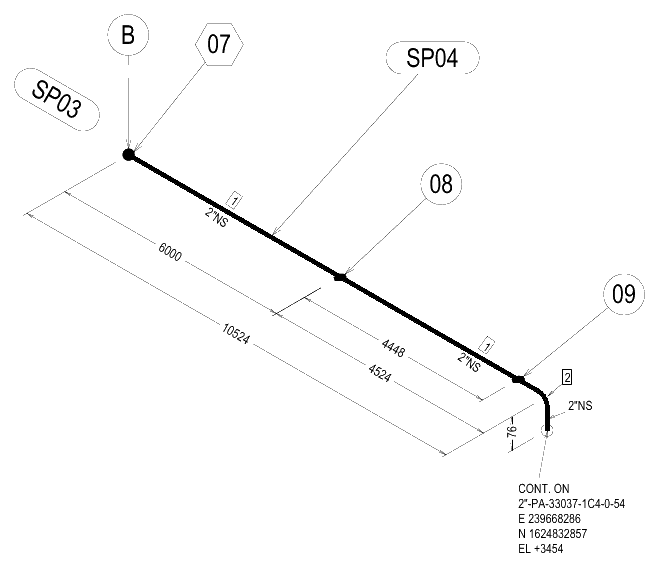 B
07
SP04
SP03
08
1
2"NS
6000
09
10524
4448
1
2"NS
4524
2
2"NS
76
CONT. ON
2"-PA-33037-1C4-0-54
E 239668286
N 1624832857
EL +3454